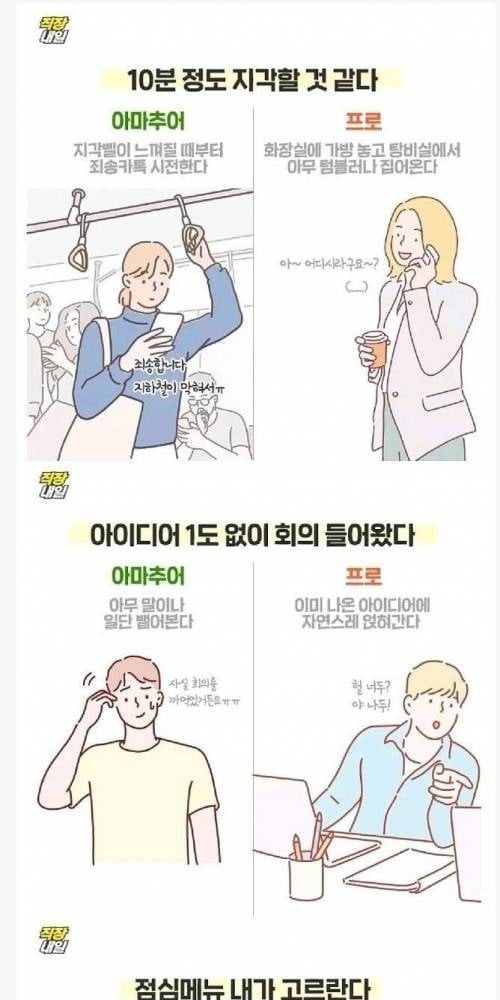 직장
내일
10분 정도 지각할 것 같다
아마추어
지각삘이 느껴질 때부터
죄송카톡 시전한다
죄송합니다
지하철이 막혀서ㅠ
프로
화장실에 가방 놓고 탕비실에서
아무 텀블러나 집어온다
아~ 어디시라구요~?
(....)
직장
내일
아이디어 1도 없이 회의 들어왔다
아마추어
아무 말이나
일단 뱉어본다
사실 회의를
까먹었거든요ㅠㅠ
프로
이미 나온 아이디어에
자연스레 얹혀간다
헐 너두?
야 나두!
직장
내일
점심메뉴 내가 고르란다